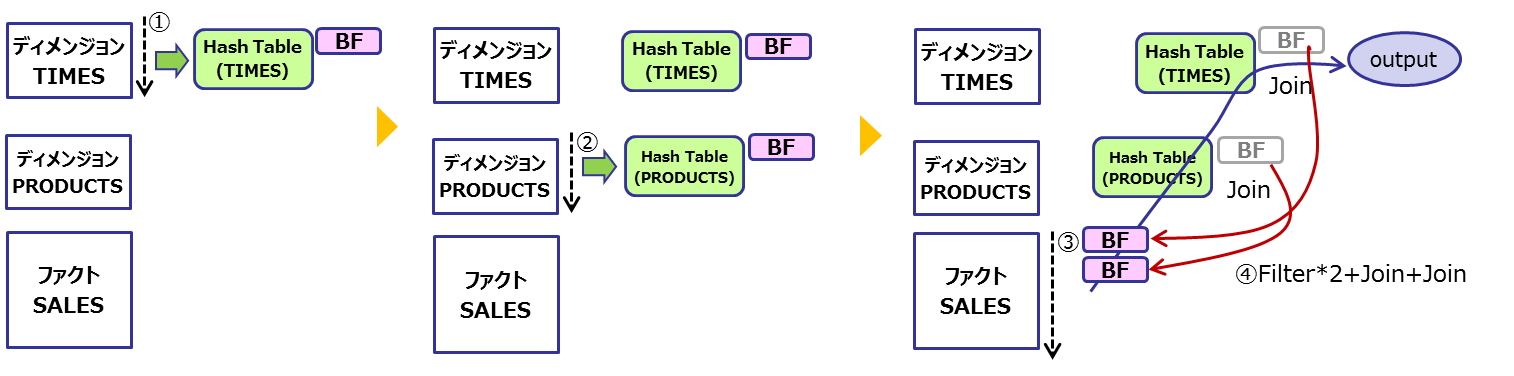 ディメンジョン
TIMES
①
Hash Table
(TIMES)
BF
ディメンジョン
PRODUCTS
ファクト
SALES
ディメンジョン
TIMES
Hash Table
(TIMES)
BF
ディメンジョン
PRODUCTS
②
Hash Table
(PRODUCTS)
BF
ファクト
SALES
ディメンジョン
TIMES
Hash Table
(TIMES)
BF
Join
output
ディメンジョン
PRODUCTS
Hash Table
(PRODUCTS)
BF
Join
ファクト
SALES
③
BF
BF
④Filter*2+Join+Join